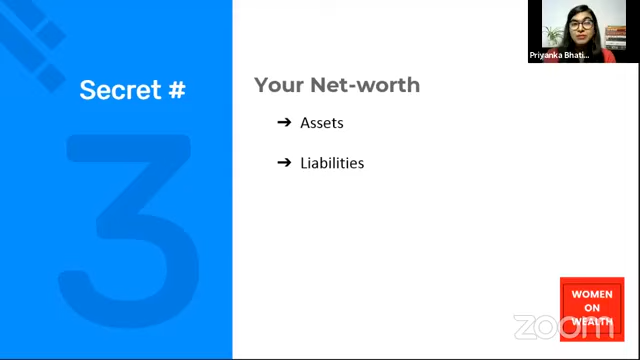 Secret #
3
Your Net-worth
➔ Assets
➔ Liabilities
Priyanka Bhati...
WOMEN
ON
WEALTH
zoom